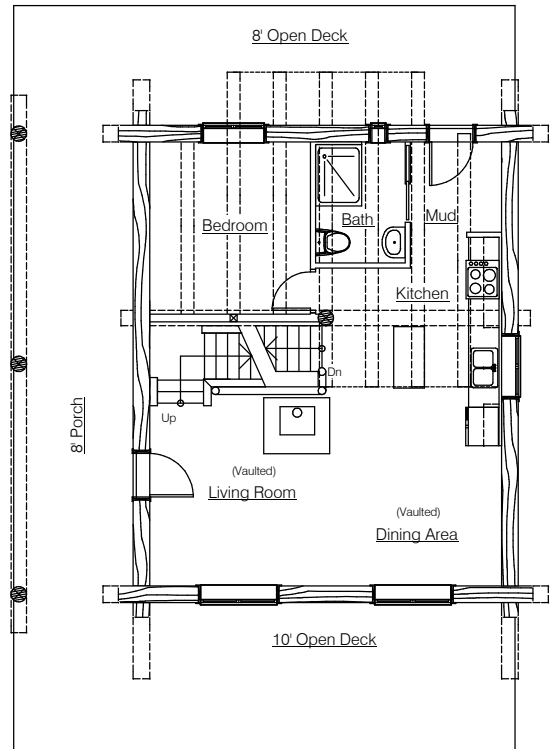 8' Open Deck
Bedroom
Bath
Mud
Kitchen
Dn
Up
8' Porch
(Vaulted)
Living Room
(Vaulted)
Dining Area
10' Open Deck